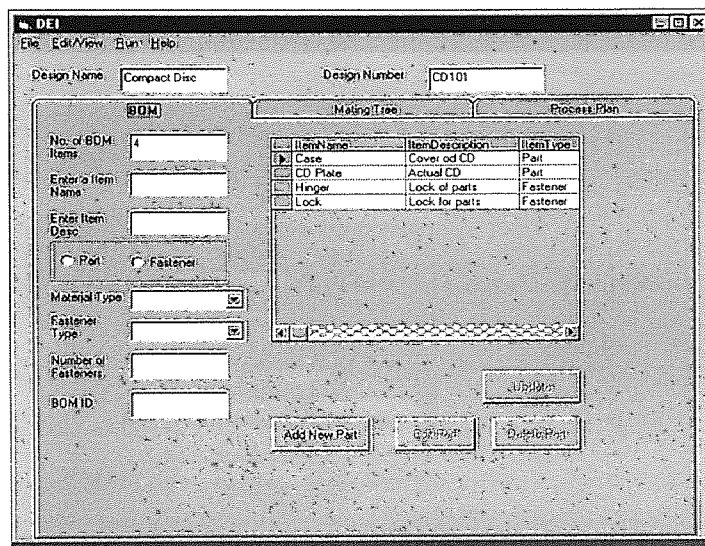 DEI
File Edit/View Run Help
Design Name Compact Disc Design Number CD101
BOM Mating Tree Process Plan
No. of BOM Items 4
Enter a Item Name
Enter Item Desc
Part Fastener
Material Type
Fastener Type
Number of Fasteners
BOM ID
ItemName ItemDescription ItemType
Case Cover od CD Part
CD Plate Actual CD Part
Hinger Lock of parts Fastener
Lock Lock for parts Fastener
Update
Add New Part Edit Part Delete Part